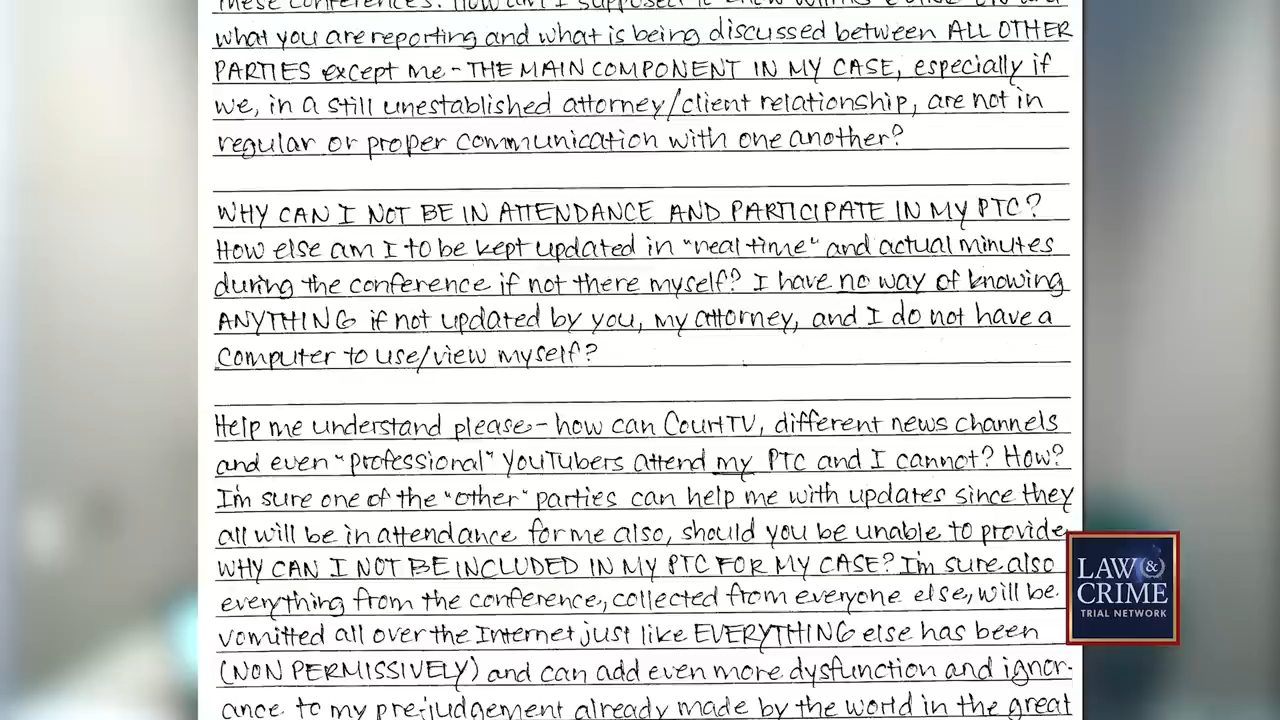 these conferences? How am I supposed to know
what you are reporting and what is being discussed between ALL OTHER
PARTIES except me - THE MAIN COMPONENT IN MY CASE, especially if
we, in a still unestablished attorney/client relationship, are not in
regular or proper communication with one another?
WHY CAN I NOT BE IN ATTENDANCE AND PARTICIPATE IN MY PTC?
How else am I to be kept updated in "real time" and actual minutes
during the conference if not there myself? I have no way of knowing
ANYTHING if not updated by you, my attorney, and I do not have a
computer to use/view myself?
Help me understand please - how can CourtTV, different news channels
and even "professional" YouTubers attend my PTC and I cannot? How?
I'm sure one of the "other" parties can help me with updates since they
all will be in attendance for me also, should you be unable to provide
WHY CAN I NOT BE INCLUDED IN MY PTC FOR MY CASE? I'm sure also
everything from the conference, collected from everyone else, will be
vomitted all over the Internet just like EVERYTHING else has been
(NON PERMISSIVELY) and can add even more dysfunction and ignor-
ance to my pre-judgement already made by the world in the great
LAW &
CRIME
TRIAL NETWORK